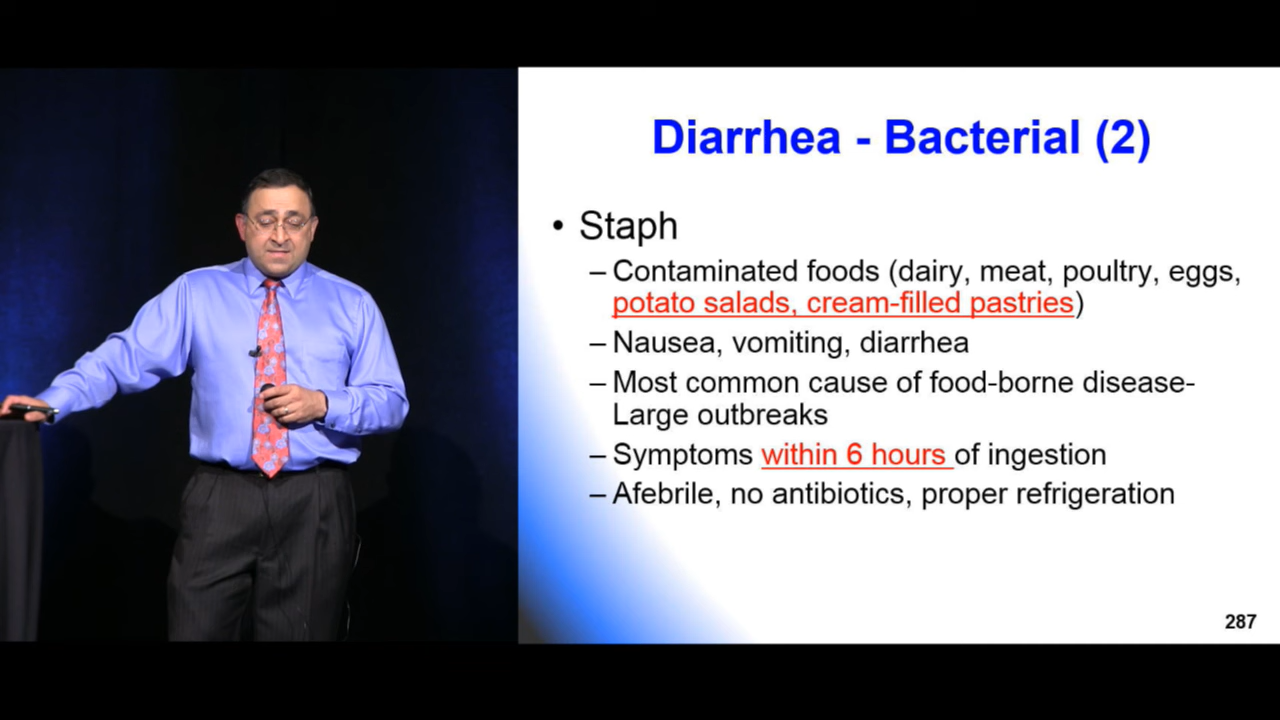 Diarrhea - Bacterial (2)
• Staph
– Contaminated foods (dairy, meat, poultry, eggs,
potato salads, cream-filled pastries)
– Nausea, vomiting, diarrhea
– Most common cause of food-borne disease-
Large outbreaks
– Symptoms within 6 hours of ingestion
– Afebrile, no antibiotics, proper refrigeration
287